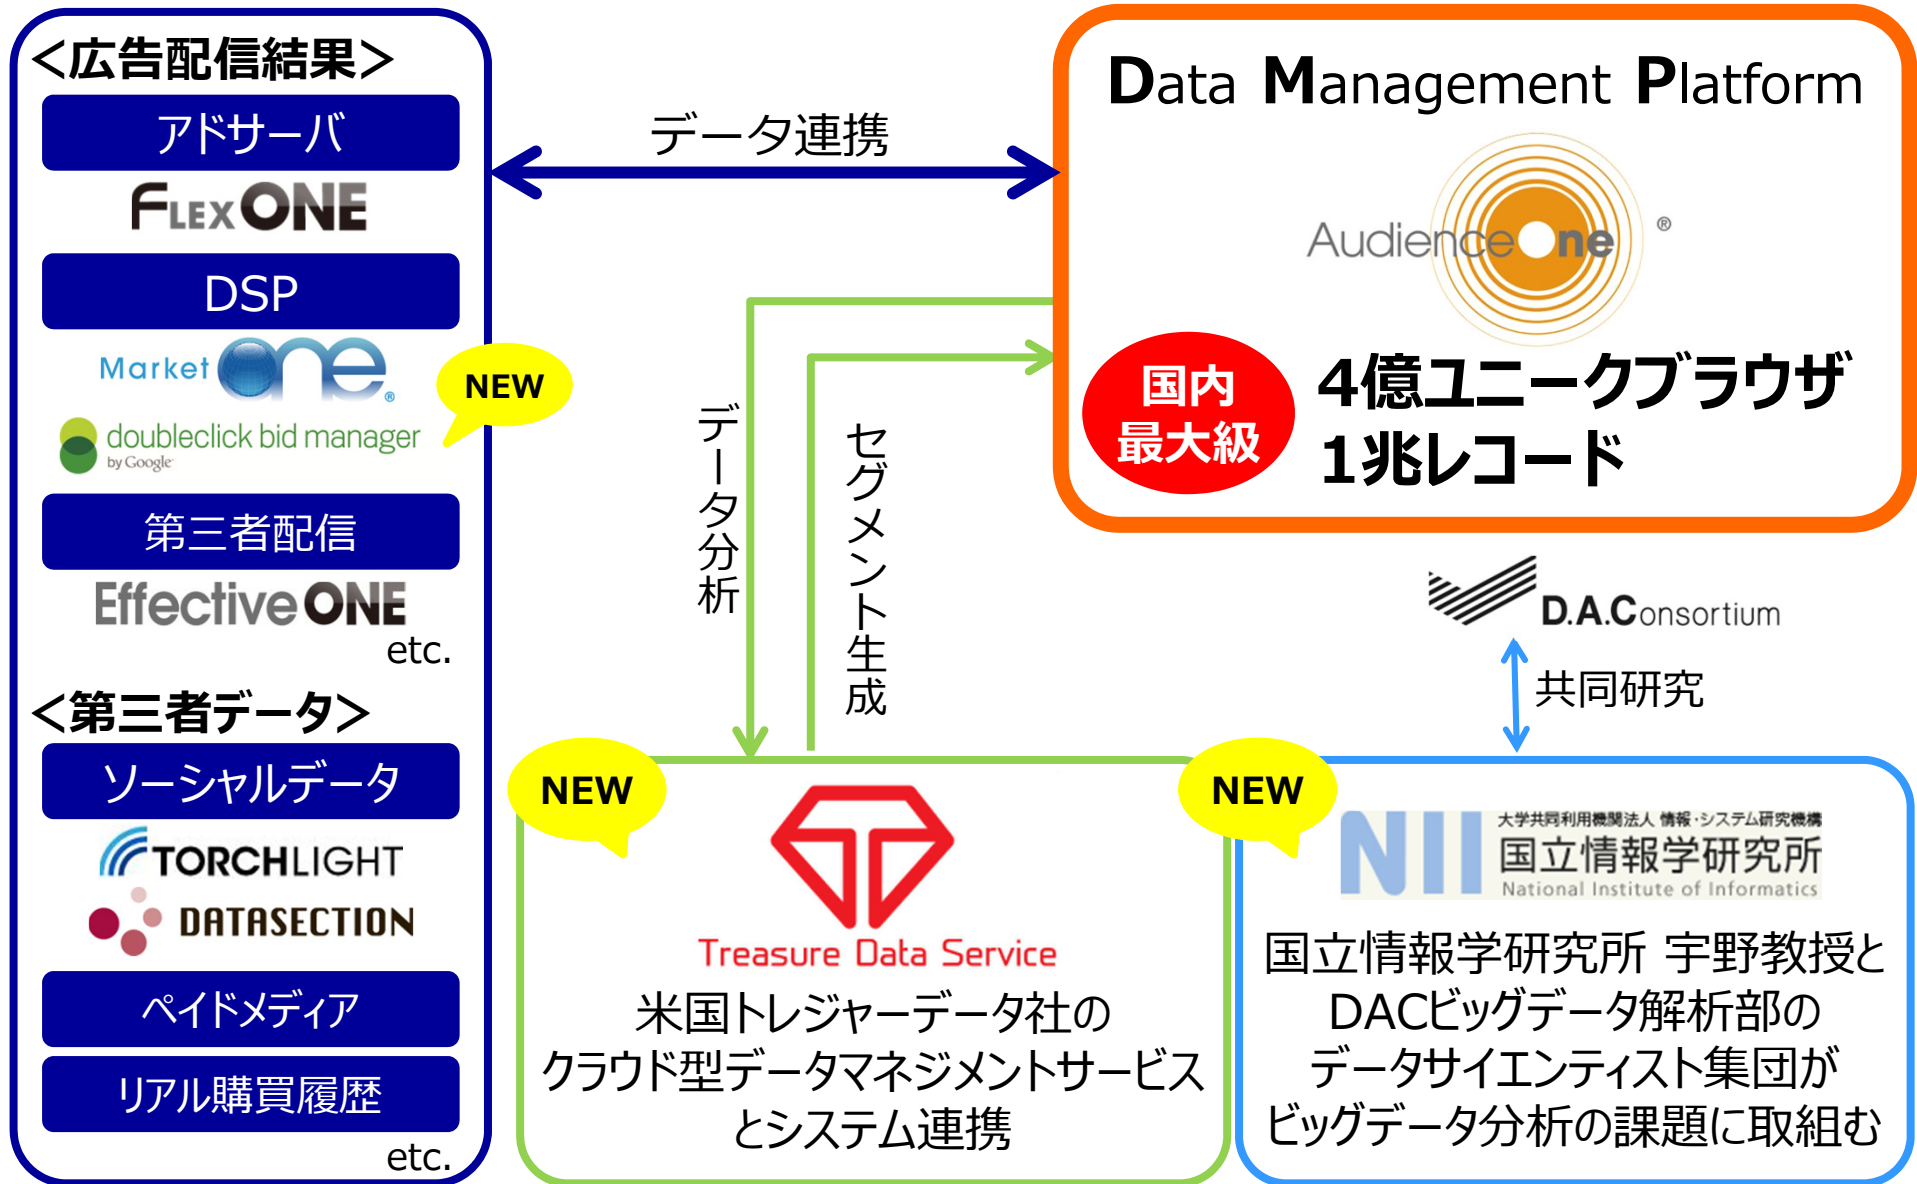 <広告配信結果>
アドサーバ
FLEX ONE
DSP
Market One®
NEW
doubleclick bid manager
by Google
第三者配信
Effective ONE
etc.
<第三者データ>
ソーシャルデータ
TORCHLIGHT
DATASECTION
ペイドメディア
リアル購買履歴
etc.
データ連携
Data Management Platform
AudienceOne ®
国内
最大級
4億ユニークブラウザ
1兆レコード
データ分析
セグメント生成
D.A.Consortium
共同研究
NEW
Treasure Data Service
米国トレジャーデータ社の
クラウド型データマネジメントサービス
とシステム連携
NEW
NII
大学共同利用機関法人 情報・システム研究機構
国立情報学研究所
National Institute of Informatics
国立情報学研究所 宇野教授と
DACビッグデータ解析部の
データサイエンティスト集団が
ビッグデータ分析の課題に取組む